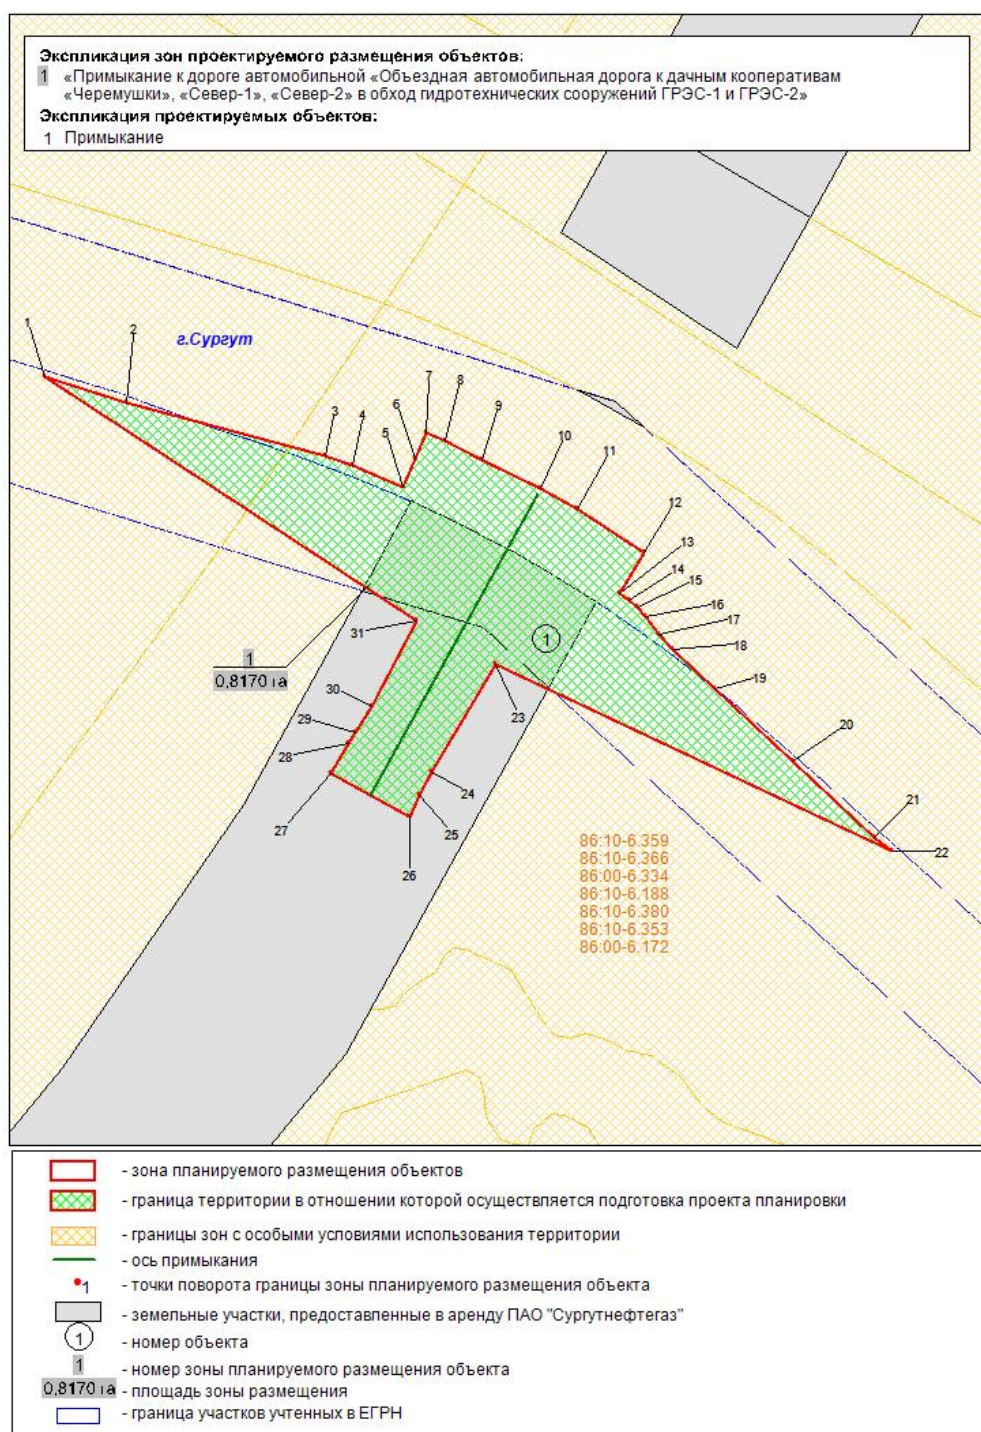 Экспликация зон проектируемого размещения объектов:
1 «Примыкание к дороге автомобильной «Объездная автомобильная дорога к дачным кооперативам
«Черемушки», «Север-1», «Север-2» в обход гидротехнических сооружений ГРЭС-1 и ГРЭС-2»
Экспликация проектируемых объектов:
1 Примыкание
г.Сургут
1
2
3
4
5
6
7
8
9
10
11
12
13
14
15
16
17
18
19
20
21
22
23
24
25
26
27
28
29
30
31
1
1
0,8170 га
86:10-6.359
86:10-6.366
86:00-6.334
86:10-6.188
86:10-6.380
86:10-6.353
86:00-6.172
- зона планируемого размещения объектов
- граница территории в отношении которой осуществляется подготовка проекта планировки
- границы зон с особыми условиями использования территории
- ось примыкания
1 - точки поворота границы зоны планируемого размещения объекта
- земельные участки, предоставленные в аренду ПАО "Сургутнефтегаз"
1 - номер объекта
1 - номер зоны планируемого размещения объекта
0,8170 га - площадь зоны размещения
- граница участков учтенных в ЕГРН